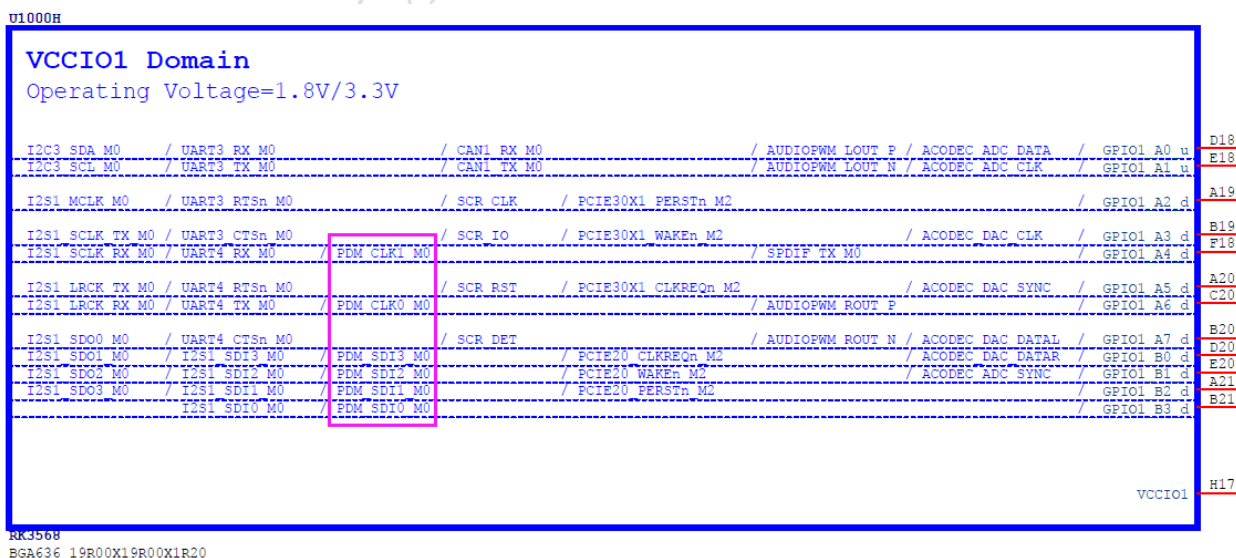 U1000H
VCCIO1 Domain
Operating Voltage=1.8V/3.3V
I2C3_SDA_M0 / UART3_RX_M0 / CAN1_RX_M0 / AUDIOPWM_LOUT_P / ACODEC_ADC_DATA / GPIO1_A0_u D18
I2C3_SCL_M0 / UART3_TX_M0 / CAN1_TX_M0 / AUDIOPWM_LOUT_N / ACODEC_ADC_CLK / GPIO1_A1_u E18
I2S1_MCLK_M0 / UART3_RTSn_M0 / SCR_CLK / PCIE30X1_PERSTn_M2 / GPIO1_A2_d A19
I2S1_SCLK_TX_M0 / UART3_CTSn_M0 / SCR_IO / PCIE30X1_WAKEn_M2 / ACODEC_DAC_CLK / GPIO1_A3_d B19
I2S1_SCLK_RX_M0 / UART4_RX_M0 / PDM_CLK1_M0 / SPDIF_TX_M0 / GPIO1_A4_d F18
I2S1_LRCK_TX_M0 / UART4_RTSn_M0 / SCR_RST / PCIE30X1_CLKREQn_M2 / ACODEC_DAC_SYNC / GPIO1_A5_d A20
I2S1_LRCK_RX_M0 / UART4_TX_M0 / PDM_CLK0_M0 / AUDIOPWM_ROUT_P / GPIO1_A6_d C20
I2S1_SDO0_M0 / UART4_CTSn_M0 / SCR_DET / AUDIOPWM_ROUT_N / ACODEC_DAC_DATAL / GPIO1_A7_d B20
I2S1_SDO1_M0 / I2S1_SDI3_M0 / PDM_SDI3_M0 / PCIE20_CLKREQn_M2 / ACODEC_DAC_DATAR / GPIO1_B0_d D20
I2S1_SDO2_M0 / I2S1_SDI2_M0 / PDM_SDI2_M0 / PCIE20_WAKEn_M2 / ACODEC_ADC_SYNC / GPIO1_B1_d E20
I2S1_SDO3_M0 / I2S1_SDI1_M0 / PDM_SDI1_M0 / PCIE20_PERSTn_M2 / GPIO1_B2_d A21
I2S1_SDI0_M0 / PDM_SDI0_M0 / GPIO1_B3_d B21
VCCIO1 H17
RK3568
BGA636_19R00X19R00X1R20